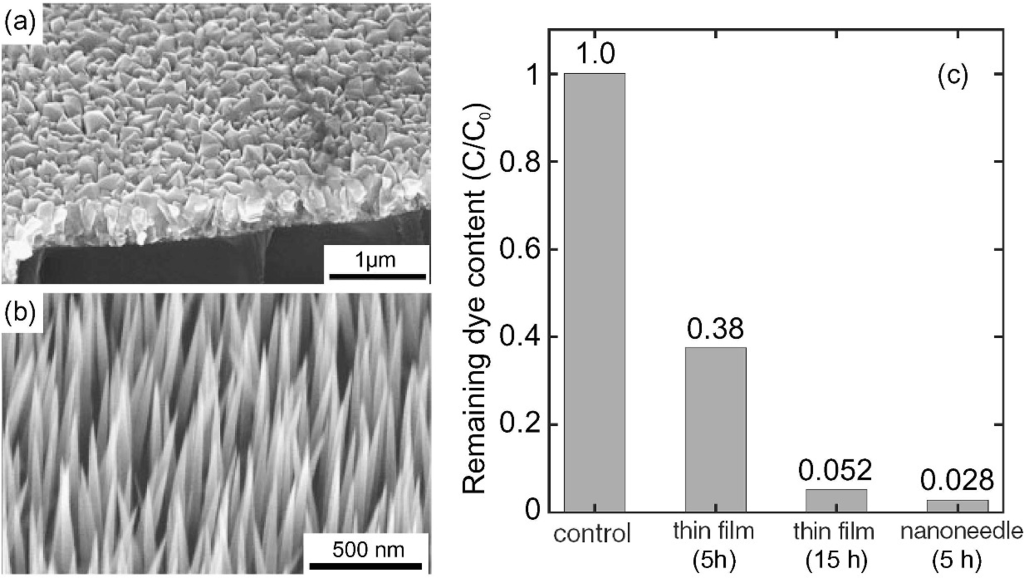 (a)
1µm
(b)
500 nm
(c)
Remaining dye content (C/C₀)
1
0.8
0.6
0.4
0.2
0
1.0
0.38
0.052
0.028
control
thin film
(5h)
thin film
(15 h)
nanoneedle
(5 h)